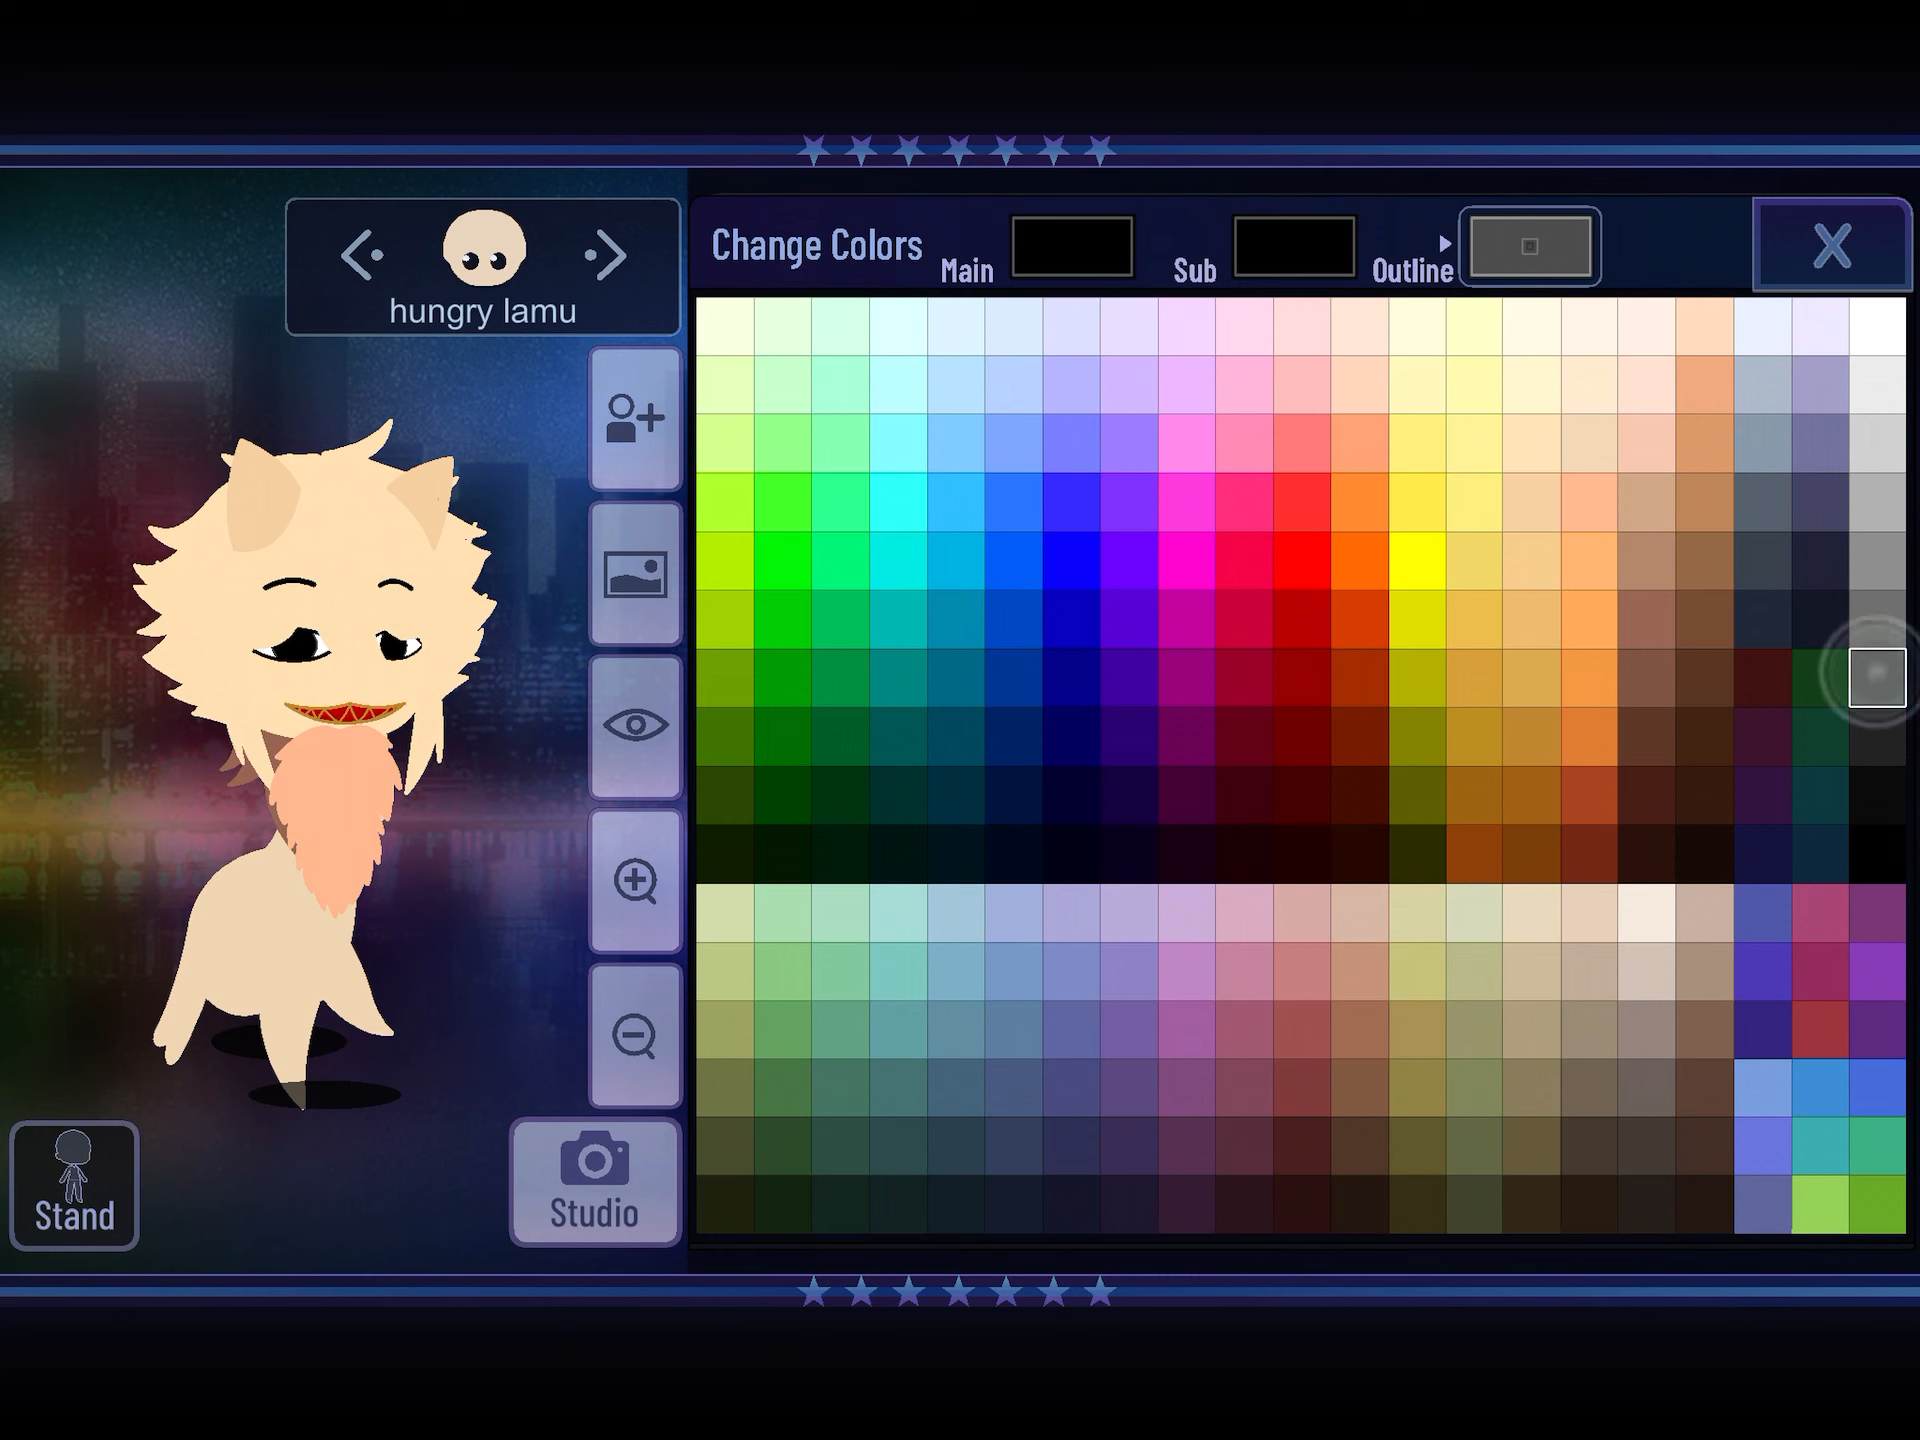 hungry lamu
Change Colors
Main
Sub
Outline
X
Stand
Studio